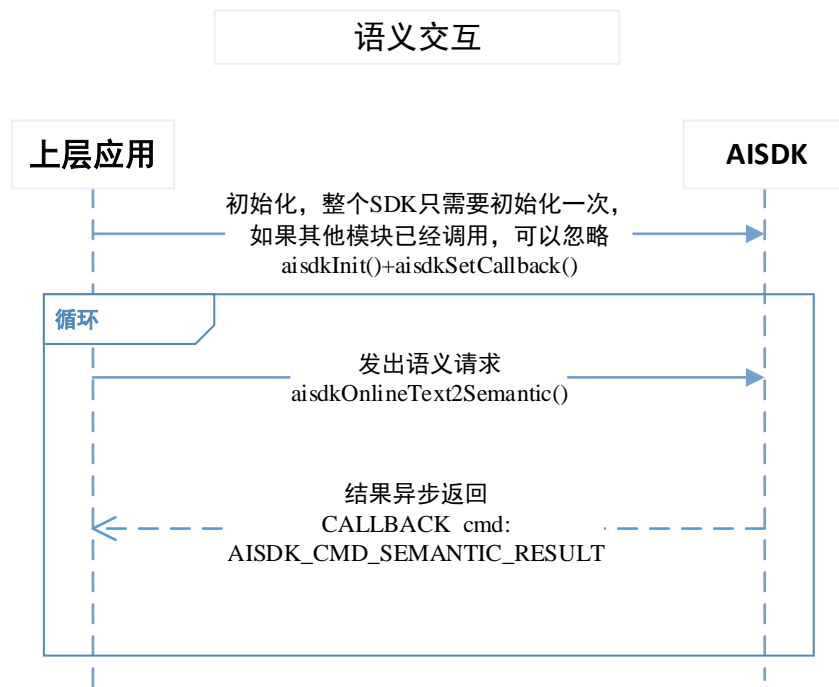 语义交互
上层应用
AISDK
初始化，整个SDK只需要初始化一次，
如果其他模块已经调用，可以忽略
aisdkInit()+aisdkSetCallback()
循环
发出语义请求
aisdkOnlineText2Semantic()
结果异步返回
CALLBACK cmd:
AISDK_CMD_SEMANTIC_RESULT